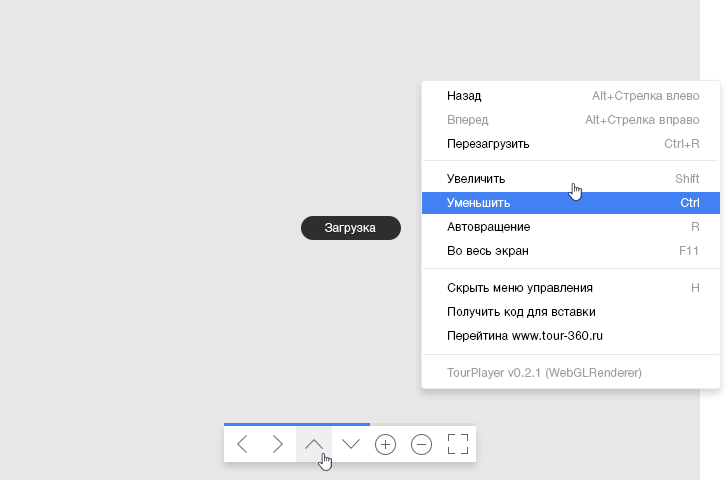 Назад Alt+Стрелка влево
Вперед Alt+Стрелка вправо
Перезагрузить Ctrl+R
Увеличить Shift
Уменьшить Ctrl
Загрузка
Автовращение R
Во весь экран F11
Скрыть меню управления H
Получить код для вставки
Перейтина www.tour-360.ru
TourPlayer v0.2.1 (WebGLRenderer)